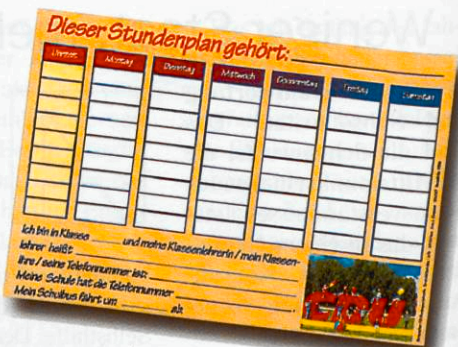 Dieser Stundenplan gehört:
Uhrzeit Montag Dienstag Mittwoch Donnerstag Freitag Samstag
Ich bin in Klasse und meine Klassenlehrerin / mein Klassen-
lehrer heißt
Ihre / seine Telefonnummer ist:
Meine Schule hat die Telefonnummer
Mein Schulbus fährt um ab
CDU